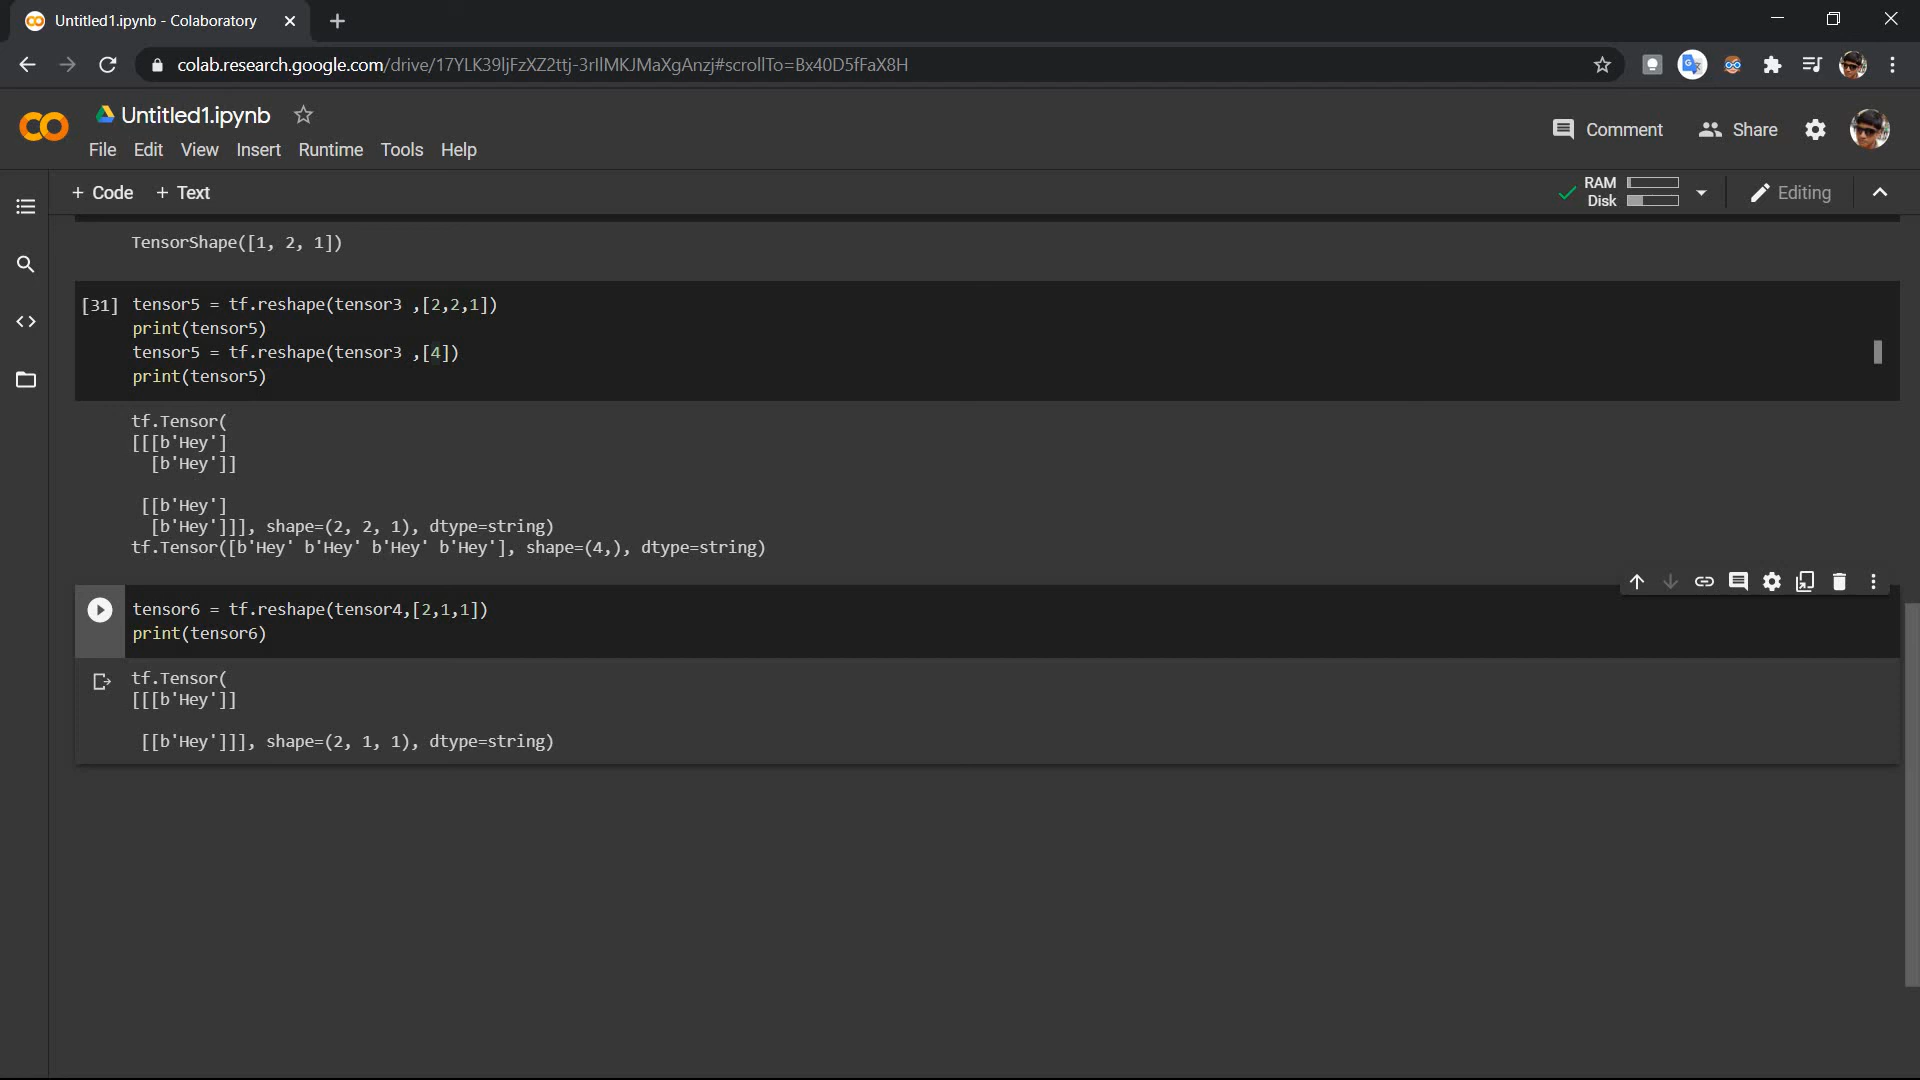 Untitled1.ipynb - Colaboratory
colab.research.google.com/drive/17YLK39ljFzXZ2ttj-3rIlMKJMaXgAnzj#scrollTo=Bx40D5fFaX8H
Untitled1.ipynb
Comment
Share
File Edit View Insert Runtime Tools Help
+ Code + Text
RAM
Disk
Editing
TensorShape([1, 2, 1])
[31] tensor5 = tf.reshape(tensor3 ,[2,2,1])
print(tensor5)
tensor5 = tf.reshape(tensor3 ,[4])
print(tensor5)
tf.Tensor(
[[[b'Hey']
[b'Hey']]
[[b'Hey']
[b'Hey']]], shape=(2, 2, 1), dtype=string)
tf.Tensor([b'Hey' b'Hey' b'Hey' b'Hey'], shape=(4,), dtype=string)
tensor6 = tf.reshape(tensor4,[2,1,1])
print(tensor6)
tf.Tensor(
[[[b'Hey']]
[[b'Hey']]], shape=(2, 1, 1), dtype=string)